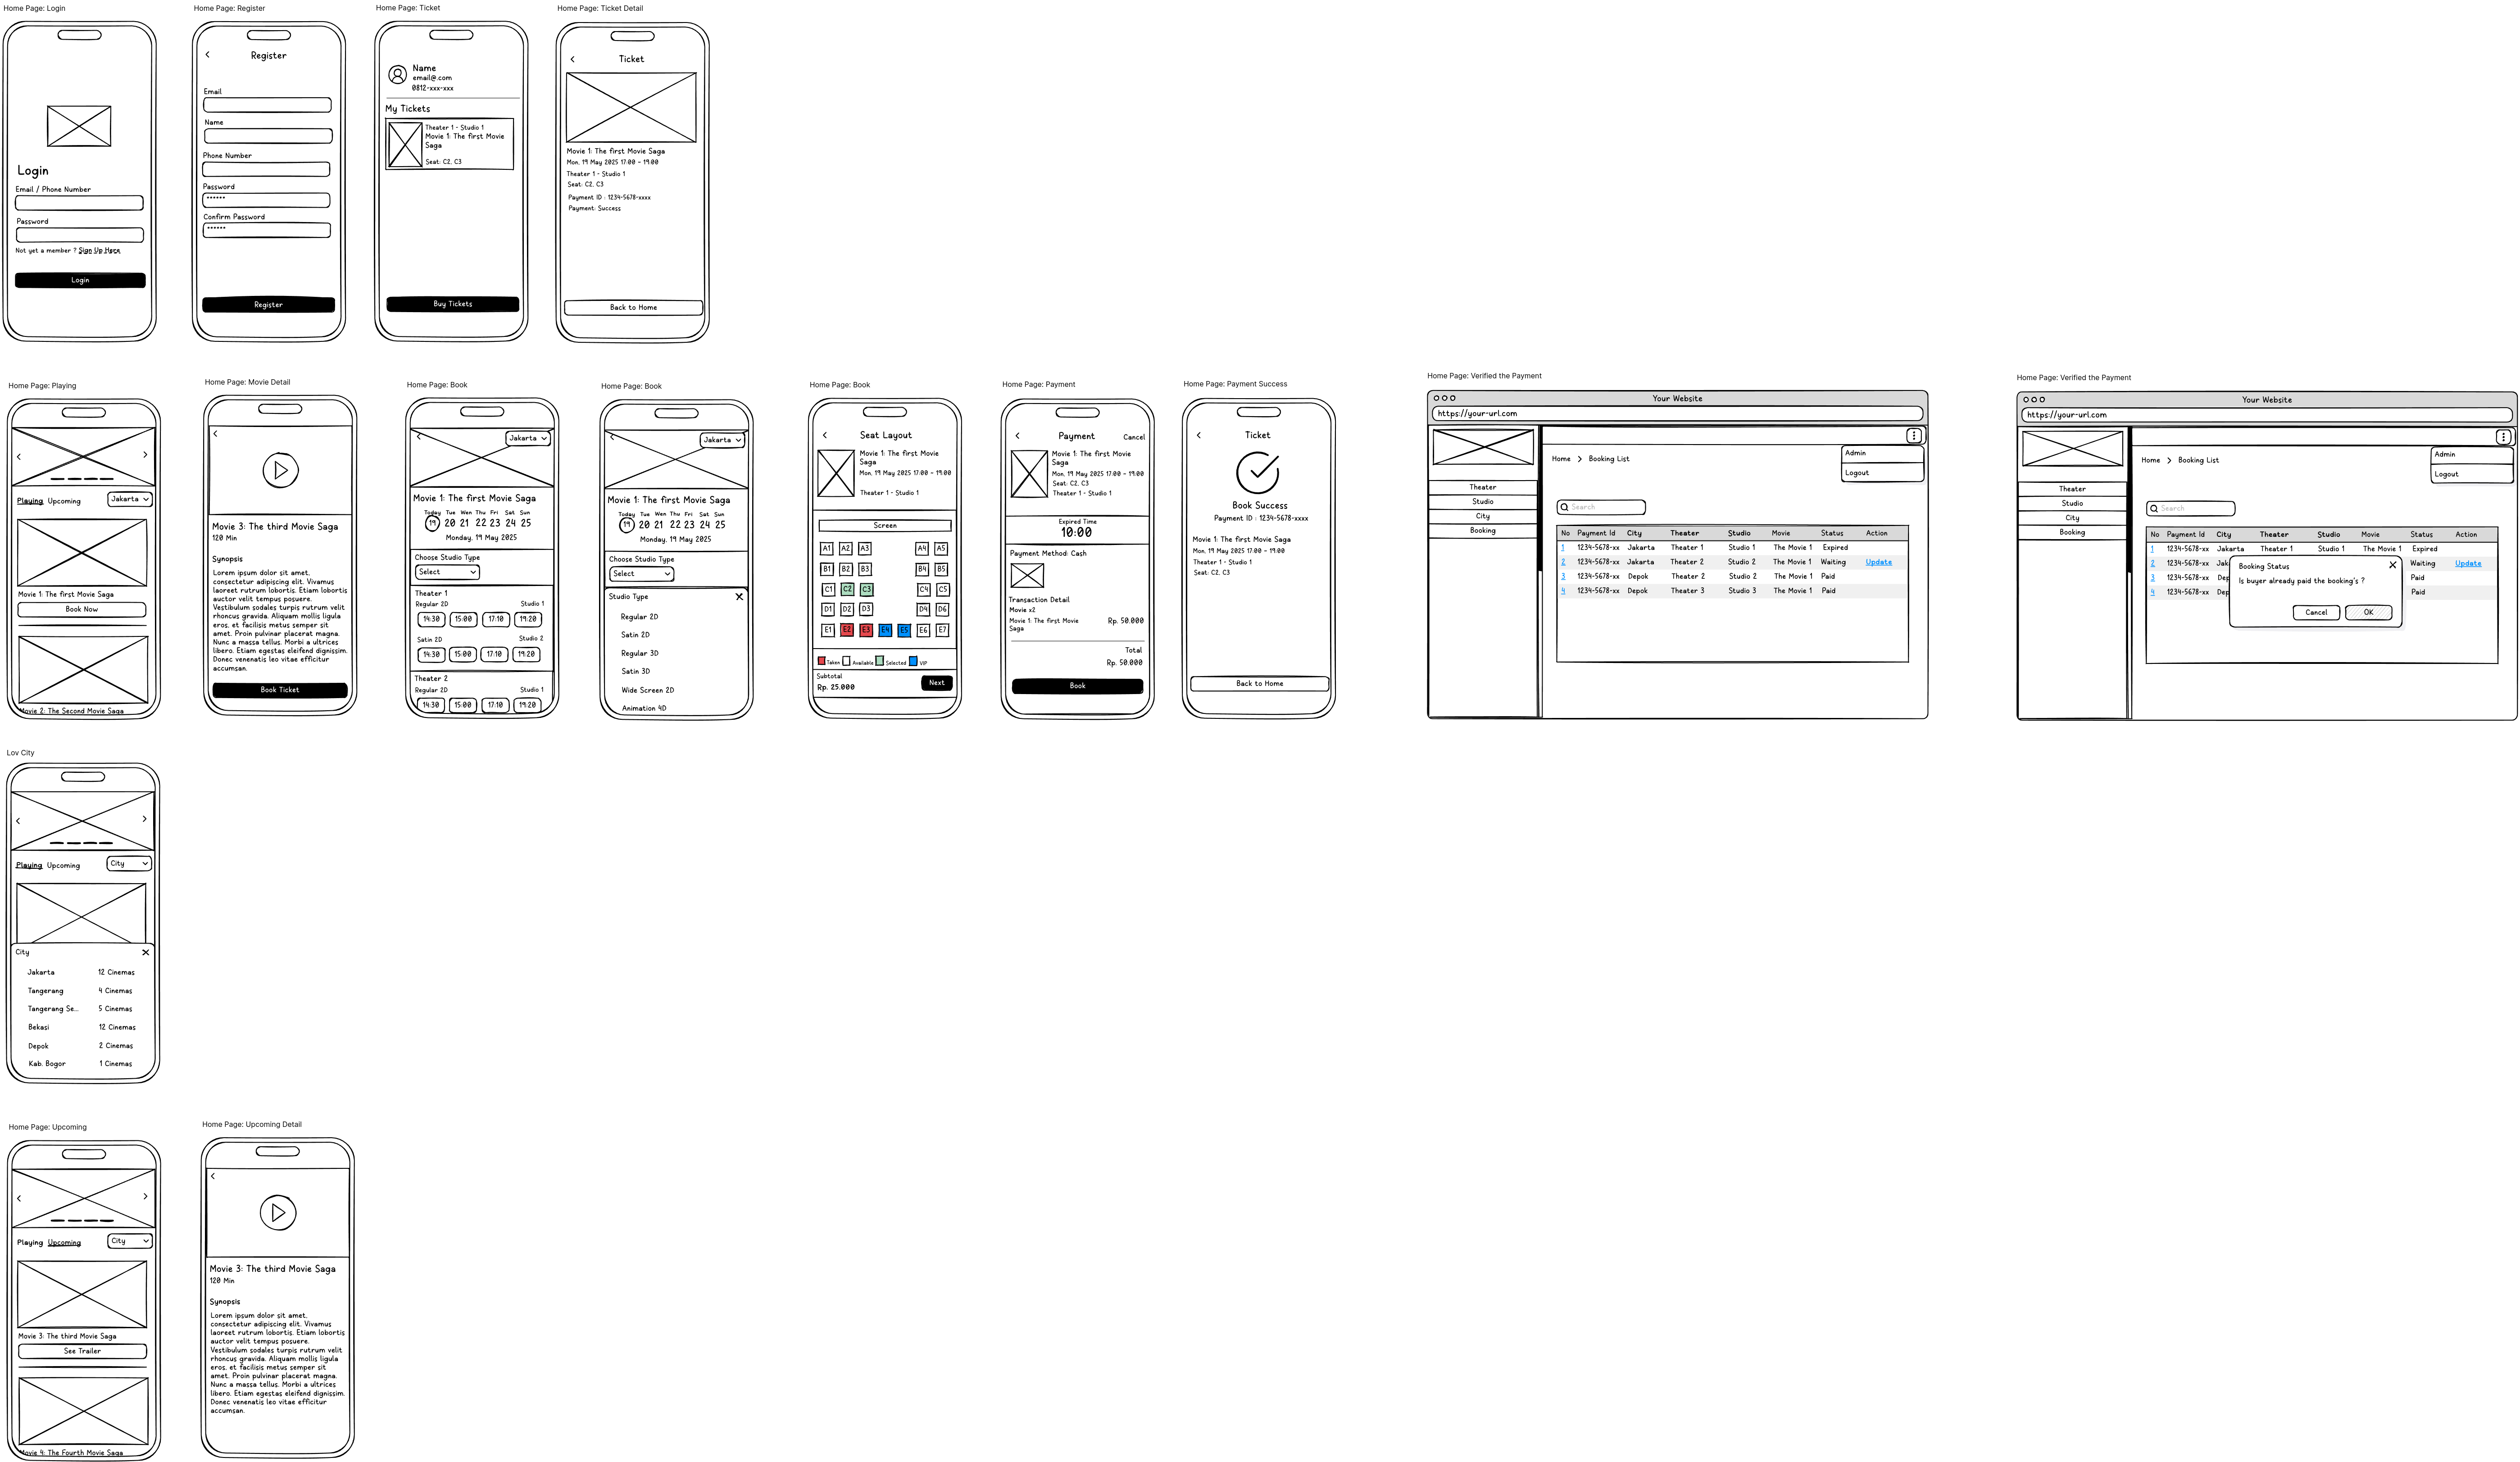 Home Page: Login
Login
Email / Phone Number
Password
Not yet a member ? Sign Up Here
Login
Home Page: Register
Register
Email
Name
Phone Number
Password
******
Confirm Password
******
Register
Home Page: Ticket
Name
email@.com
0812-xxx-xxx
My Tickets
Theater 1 - Studio 1
Movie 1: The first Movie
Saga
Seat: C2, C3
Buy Tickets
Home Page: Ticket Detail
Ticket
Movie 1: The first Movie Saga
Mon, 19 May 2025 17:00 - 19:00
Theater 1 - Studio 1
Seat: C2, C3
Payment ID : 1234-5678-xxxx
Payment: Success
Back to Home
Home Page: Playing
Playing Upcoming Jakarta
Movie 1: The first Movie Saga
Book Now
Movie 2: The Second Movie Saga
Home Page: Movie Detail
Movie 3: The third Movie Saga
120 Min
Synopsis
Lorem ipsum dolor sit amet,
consectetur adipiscing elit. Vivamus
laoreet rutrum lobortis. Etiam lobortis
auctor velit tempus posuere.
Vestibulum sodales turpis rutrum velit
rhoncus gravida. Aliquam mollis ligula
eros, et facilisis metus semper sit
amet. Proin pulvinar placerat magna.
Nunc a massa tellus. Morbi a ultrices
libero. Etiam egestas eleifend dignissim.
Donec venenatis leo vitae efficitur
accumsan.
Book Ticket
Home Page: Book
Jakarta
Movie 1: The first Movie Saga
Today Tue Wen Thu Fri Sat Sun
19 20 21 22 23 24 25
Monday, 19 May 2025
Choose Studio Type
Select
Theater 1
Regular 2D Studio 1
14:30 15:00 17:10 19:20
Satin 2D Studio 2
14:30 15:00 17:10 19:20
Theater 2
Regular 2D Studio 1
14:30 15:00 17:10 19:20
Home Page: Book
Jakarta
Movie 1: The first Movie Saga
Today Tue Wen Thu Fri Sat Sun
19 20 21 22 23 24 25
Monday, 19 May 2025
Choose Studio Type
Select
Studio Type
Regular 2D
Satin 2D
Regular 3D
Satin 3D
Wide Screen 2D
Animation 4D
Home Page: Book
Seat Layout
Movie 1: The first Movie
Saga
Mon, 19 May 2025 17:00 - 19:00
Theater 1 - Studio 1
Screen
A1 A2 A3 A4 A5
B1 B2 B3 B4 B5
C1 C2 C3 C4 C5
D1 D2 D3 D4 D6
E1 E2 E3 E4 E5 E6 E7
Taken Available Selected VIP
Subtotal
Rp. 25.000
Next
Home Page: Payment
Payment Cancel
Movie 1: The first Movie
Saga
Mon, 19 May 2025 17:00 - 19:00
Seat: C2, C3
Theater 1 - Studio 1
Expired Time
10:00
Payment Method: Cash
Transaction Detail
Movie x2
Movie 1: The first Movie
Saga
Rp. 50.000
Total
Rp. 50.000
Book
Home Page: Payment Success
Ticket
Book Success
Payment ID : 1234-5678-xxxx
Movie 1: The first Movie Saga
Mon, 19 May 2025 17:00 - 19:00
Theater 1 - Studio 1
Seat: C2, C3
Back to Home
Home Page: Verified the Payment
Your Website
https://your-url.com
Admin
Logout
Home > Booking List
Theater
Studio
City
Booking
Search
No Payment Id City Theater Studio Movie Status Action
1 1234-5678-xx Jakarta Theater 1 Studio 1 The Movie 1 Expired
2 1234-5678-xx Jakarta Theater 2 Studio 2 The Movie 1 Waiting Update
3 1234-5678-xx Depok Theater 2 Studio 2 The Movie 1 Paid
4 1234-5678-xx Depok Theater 3 Studio 3 The Movie 1 Paid
Home Page: Verified the Payment
Your Website
https://your-url.com
Admin
Logout
Home > Booking List
Theater
Studio
City
Booking
Search
No Payment Id City Theater Studio Movie Status Action
1 1234-5678-xx Jakarta Theater 1 Studio 1 The Movie 1 Expired
2 1234-5678-xx Jak Waiting Update
3 1234-5678-xx Dep Paid
4 1234-5678-xx Dep Paid
Booking Status
Is buyer already paid the booking's ?
Cancel OK
Lov City
Playing Upcoming City
City
Jakarta 12 Cinemas
Tangerang 4 Cinemas
Tangerang Se... 5 Cinemas
Bekasi 12 Cinemas
Depok 2 Cinemas
Kab. Bogor 1 Cinemas
Home Page: Upcoming
Playing Upcoming City
Movie 3: The third Movie Saga
See Trailer
Movie 4: The Fourth Movie Saga
Home Page: Upcoming Detail
Movie 3: The third Movie Saga
120 Min
Synopsis
Lorem ipsum dolor sit amet,
consectetur adipiscing elit. Vivamus
laoreet rutrum lobortis. Etiam lobortis
auctor velit tempus posuere.
Vestibulum sodales turpis rutrum velit
rhoncus gravida. Aliquam mollis ligula
eros, et facilisis metus semper sit
amet. Proin pulvinar placerat magna.
Nunc a massa tellus. Morbi a ultrices
libero. Etiam egestas eleifend dignissim.
Donec venenatis leo vitae efficitur
accumsan.